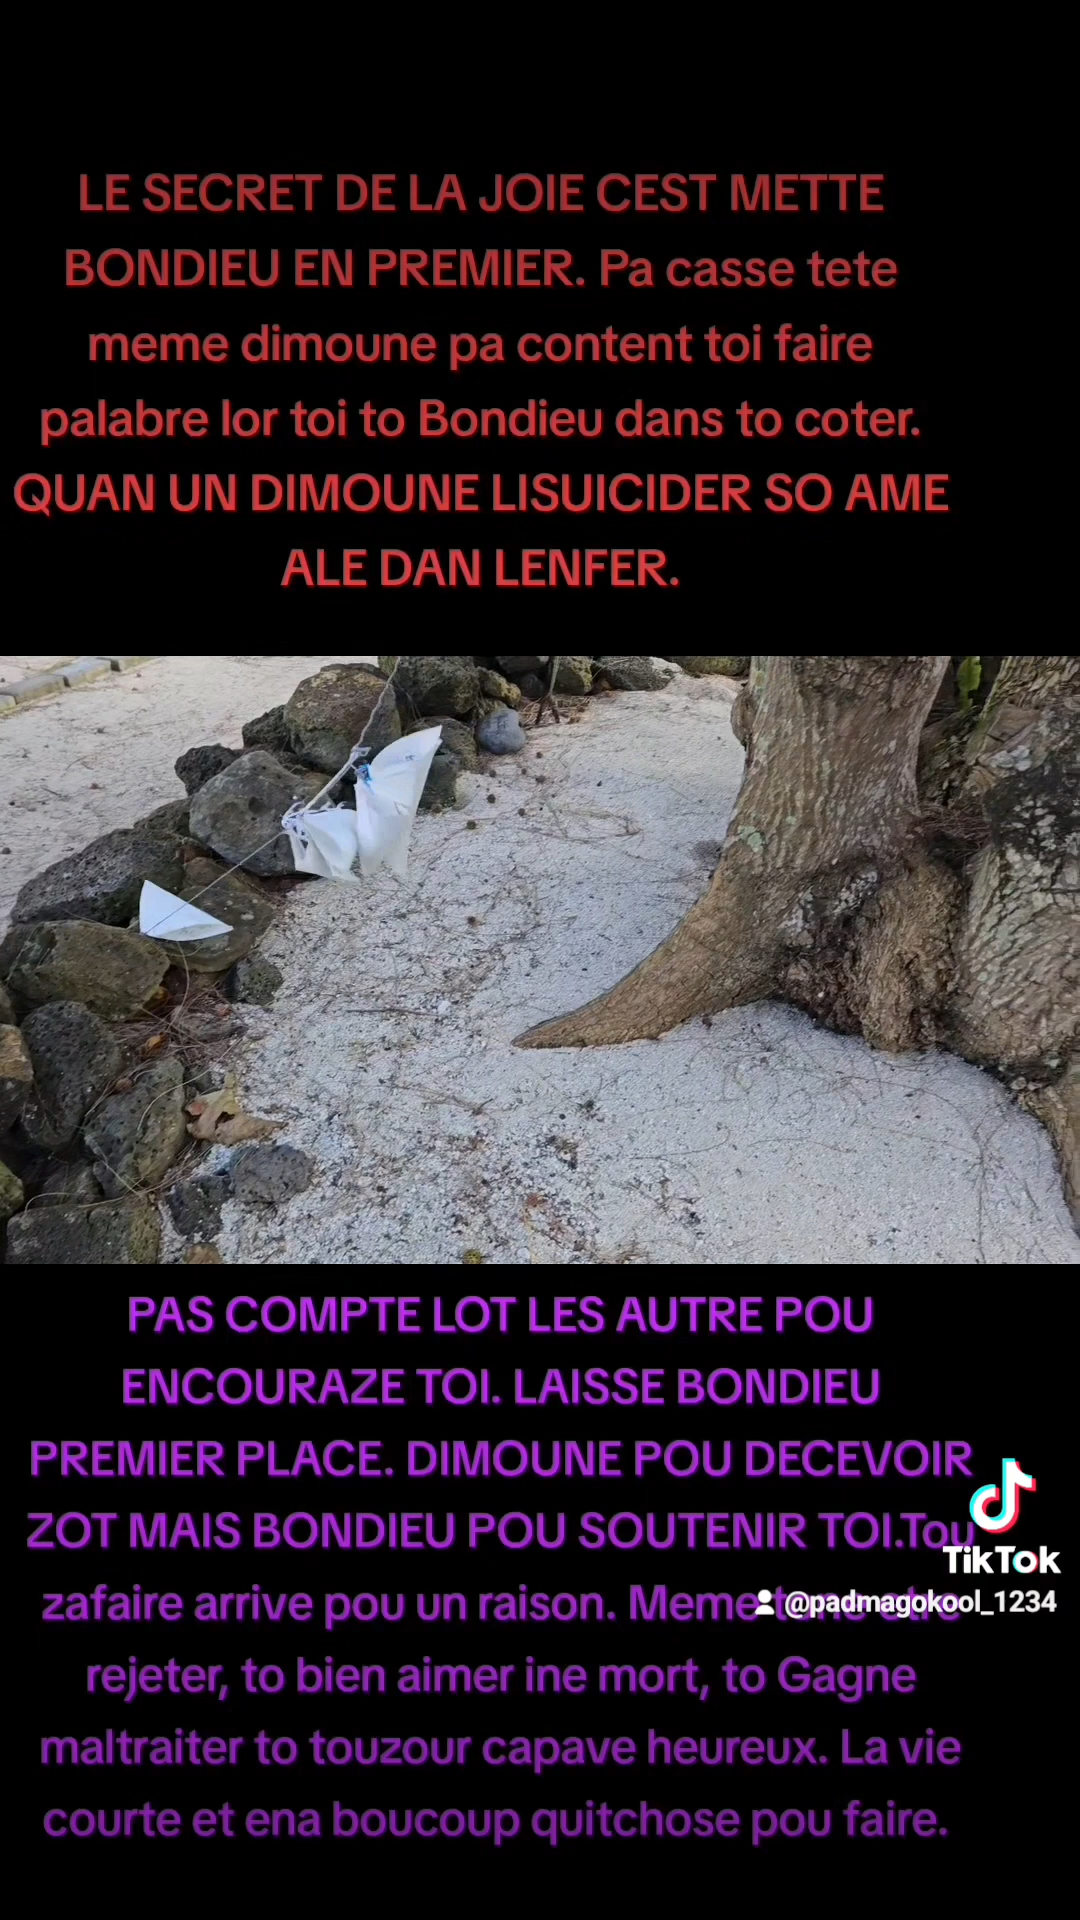 LE SECRET DE LA JOIE CEST METTE
BONDIEU EN PREMIER. Pa casse tete
meme dimoune pa content toi faire
palabre lor toi to Bondieu dans to coter.
QUAN UN DIMOUNE LISUICIDER SO AME
ALE DAN LENFER.
PAS COMPTE LOT LES AUTRE POU
ENCOURAZE TOI. LAISSE BONDIEU
PREMIER PLACE. DIMOUNE POU DECEVOIR
ZOT MAIS BONDIEU POU SOUTENIR TOI.Tou
TikTok
zafaire arrive pou un raison. Meme
@padmagokool_1234
rejeter, to bien aimer ine mort, to Gagne
maltraiter to touzour capave heureux. La vie
courte et ena boucoup quitchose pou faire.